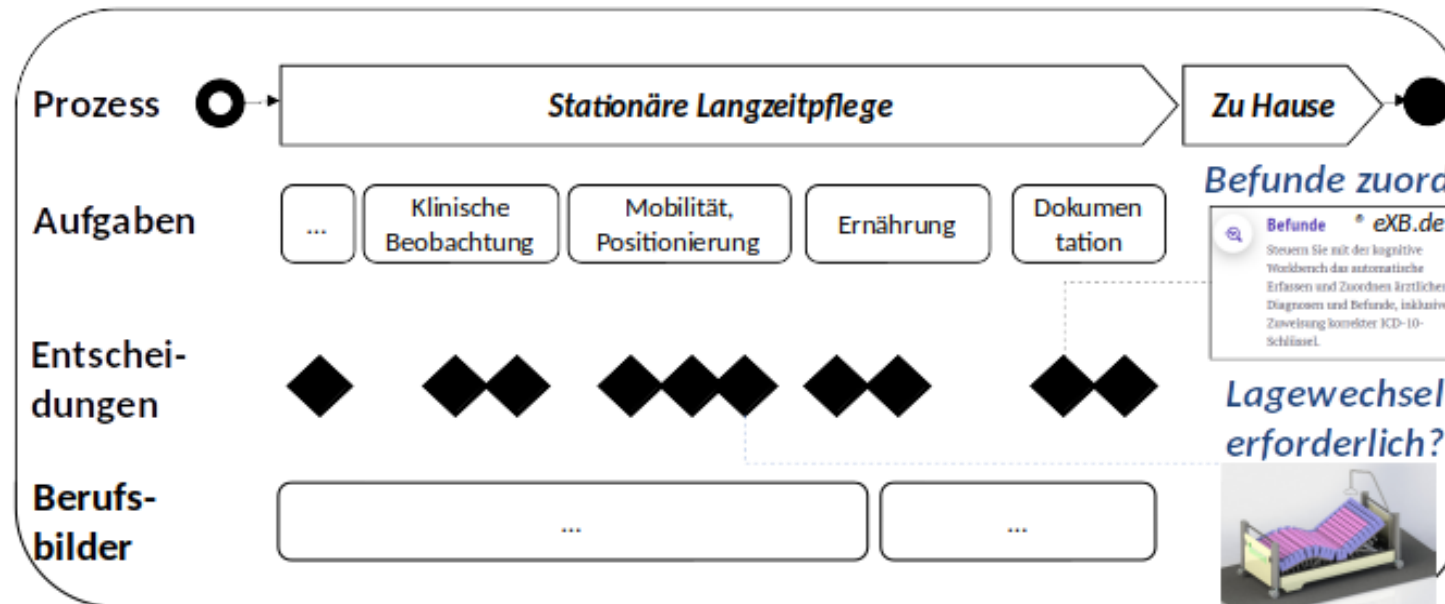 Prozess
Stationäre Langzeitpflege
Zu Hause
Aufgaben
...
Klinische
Beobachtung
Mobilität,
Positionierung
Ernährung
Dokumen
tation
Befunde zuord
Befunde
® eXB.de
Steuern Sie mit der kognitive
Workbench das automatische
Erfassen und Zuordnen ärztlicher
Diagnosen und Befunde, inklusive
Zuweisung korrekter ICD-10-
Schlüssel.
Entschei-
dungen
Lagewechsel
erforderlich?
Berufs-
bilder
...
...